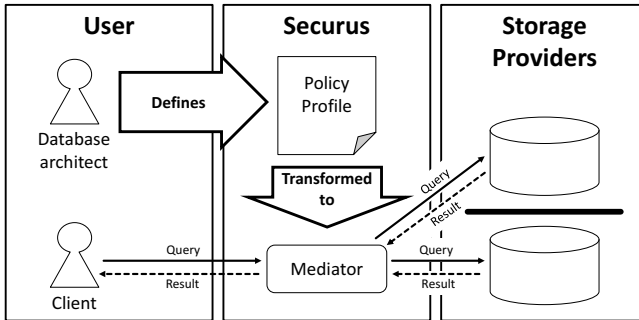 User
Securus
Storage
Providers
Database
architect
Defines
Policy
Profile
Transformed
to
Query
Result
Client
Query
Result
Mediator
Query
Result